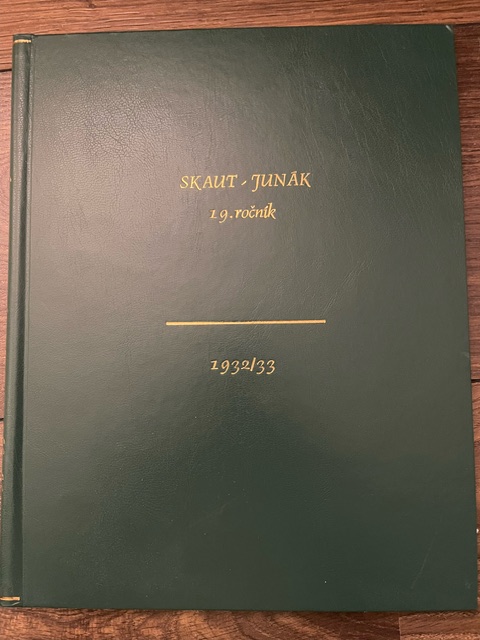 SKAUT - JUNÁK
19. ročník
1932/33